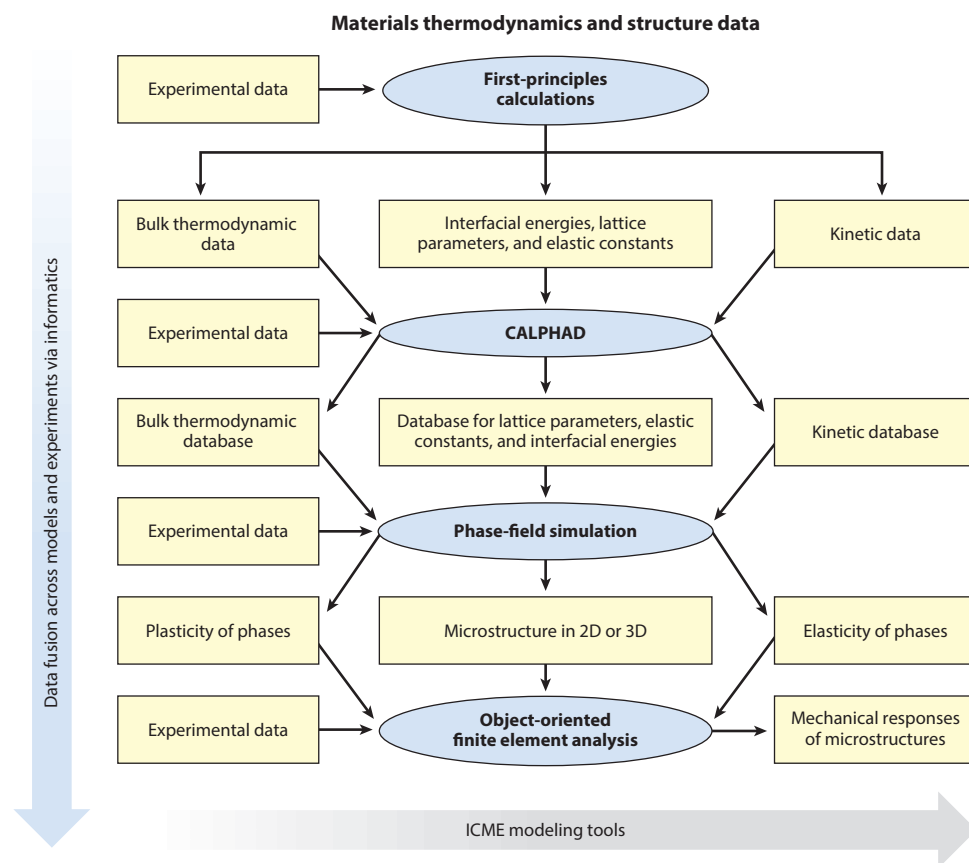 Materials thermodynamics and structure data
Experimental data
First-principles
calculations
Bulk thermodynamic
data
Interfacial energies, lattice
parameters, and elastic constants
Kinetic data
Experimental data
CALPHAD
Bulk thermodynamic
database
Database for lattice parameters, elastic
constants, and interfacial energies
Kinetic database
Experimental data
Phase-field simulation
Plasticity of phases
Microstructure in 2D or 3D
Elasticity of phases
Experimental data
Object-oriented
finite element analysis
Mechanical responses
of microstructures
Data fusion across models and experiments via informatics
ICME modeling tools